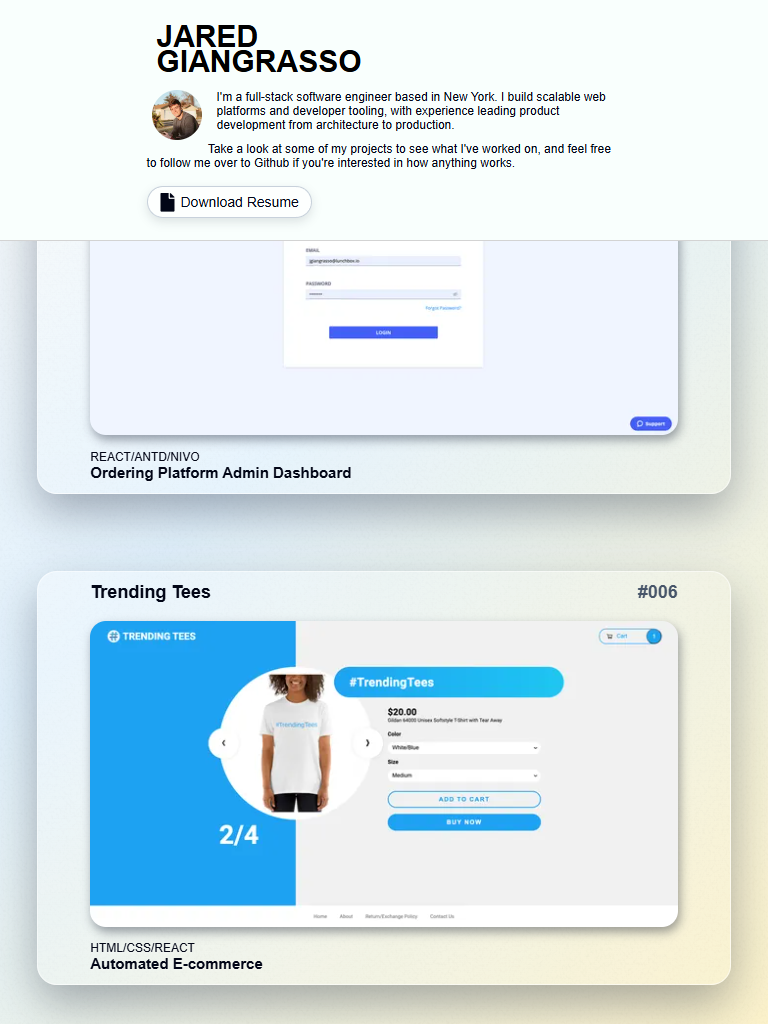 JARED
GIANGRASSO
I'm a full-stack software engineer based in New York. I build scalable web
platforms and developer tooling, with experience leading product
development from architecture to production.
Take a look at some of my projects to see what I've worked on, and feel free
to follow me over to Github if you're interested in how anything works.
Download Resume
EMAIL
jgiangrasso@lunchbox.io
PASSWORD
Forgot Password?
LOGIN
Support
REACT/ANTD/NIVO
Ordering Platform Admin Dashboard
Trending Tees #006
# TRENDING TEES
Cart
#TrendingTees
#TrendingTees
$20.00
Gildan 64000 Unisex Softstyle T-Shirt with Tear Away
Color
White/Blue
Size
Medium
ADD TO CART
BUY NOW
2/4
Home About Return/Exchange Policy Contact Us
HTML/CSS/REACT
Automated E-commerce